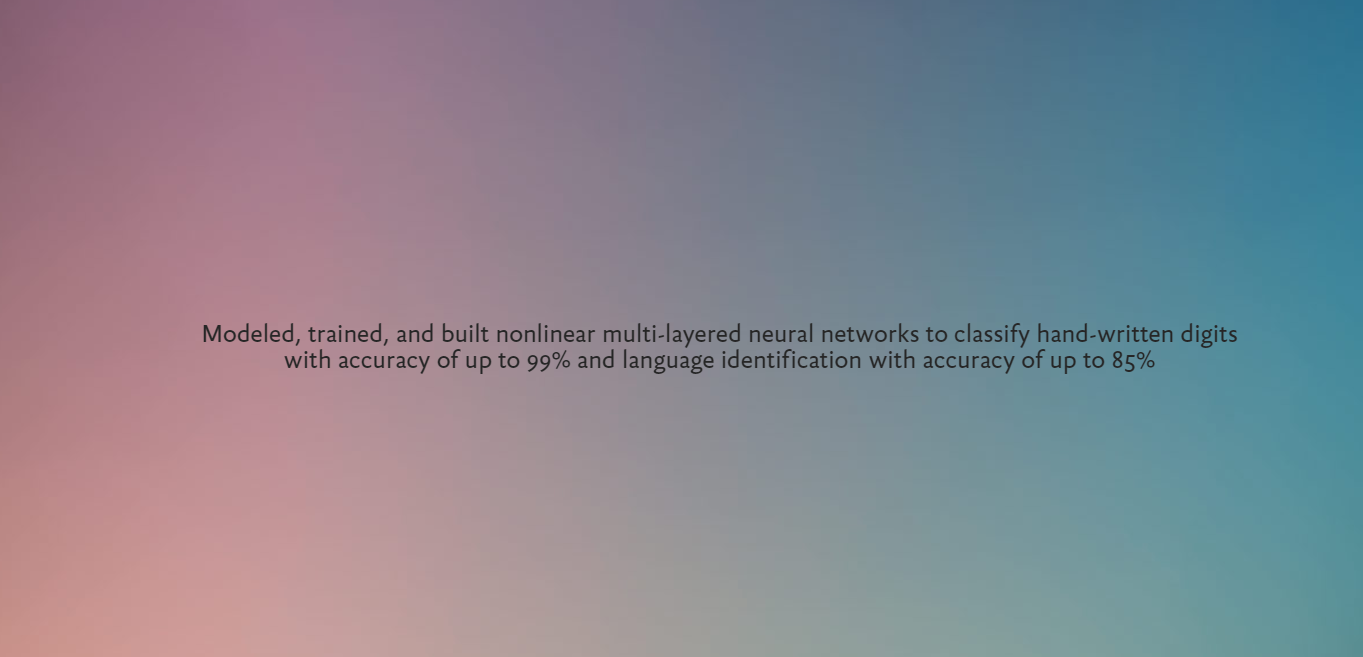 Modeled, trained, and built nonlinear multi-layered neural networks to classify hand-written digits
with accuracy of up to 99% and language identification with accuracy of up to 85%